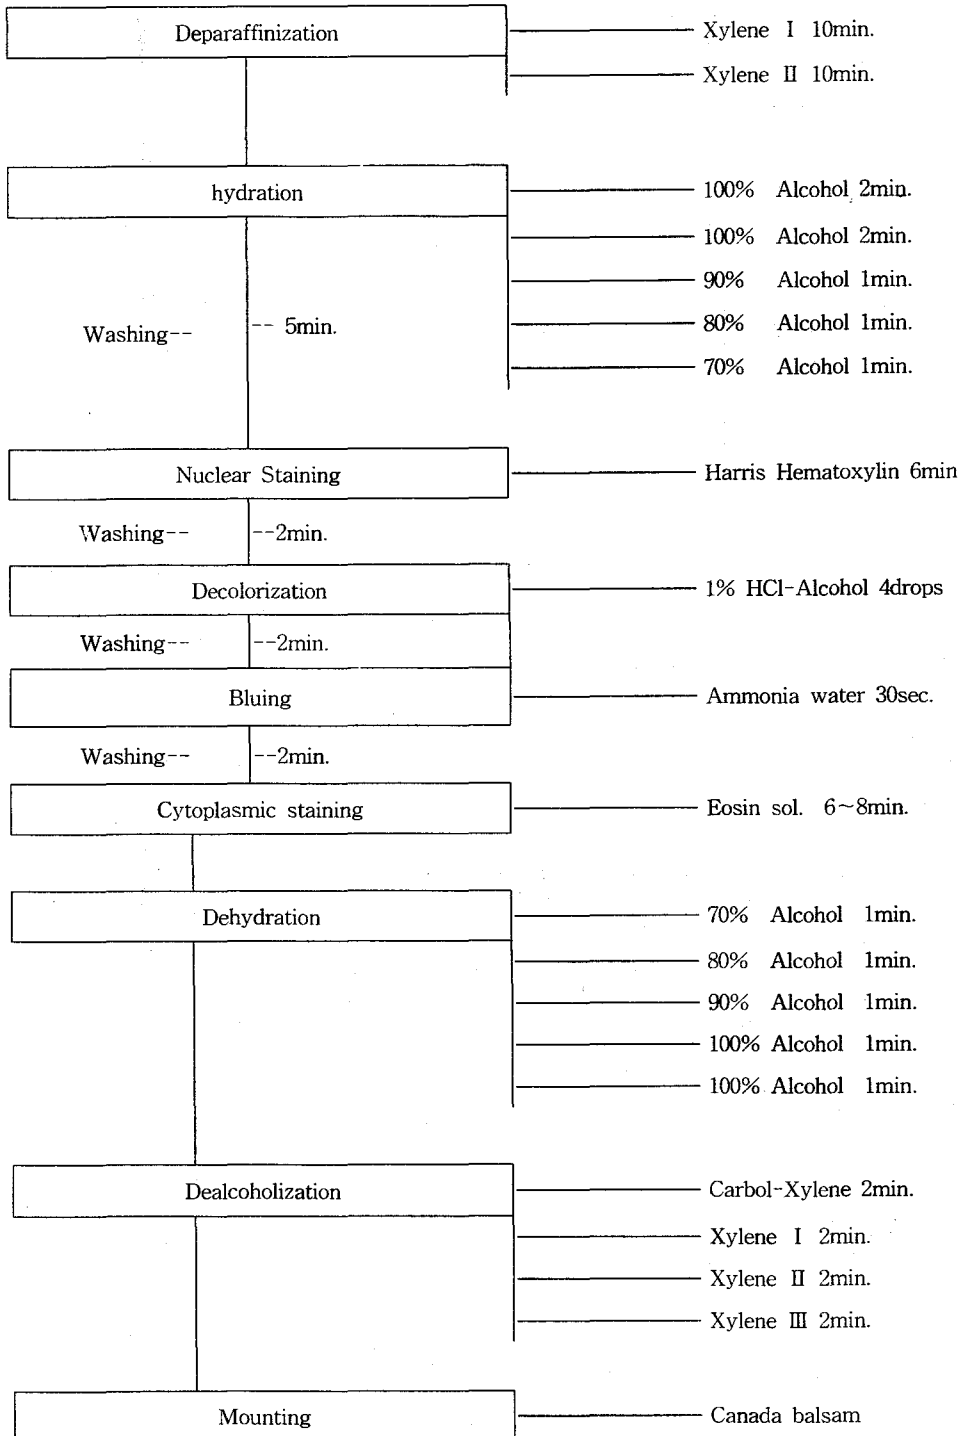 Deparaffinization
Xylene Ⅰ 10min.
Xylene Ⅱ 10min.
hydration
100% Alcohol 2min.
100% Alcohol 2min.
90% Alcohol 1min.
Washing-- -- 5min.
80% Alcohol 1min.
70% Alcohol 1min.
Nuclear Staining
Harris Hematoxylin 6min
Washing-- --2min.
Decolorization
1% HCl-Alcohol 4drops
Washing-- --2min.
Bluing
Ammonia water 30sec.
Washing-- --2min.
Cytoplasmic staining
Eosin sol. 6~8min.
Dehydration
70% Alcohol 1min.
80% Alcohol 1min.
90% Alcohol 1min.
100% Alcohol 1min.
100% Alcohol 1min.
Dealcoholization
Carbol-Xylene 2min.
Xylene Ⅰ 2min.
Xylene Ⅱ 2min.
Xylene Ⅲ 2min.
Mounting
Canada balsam